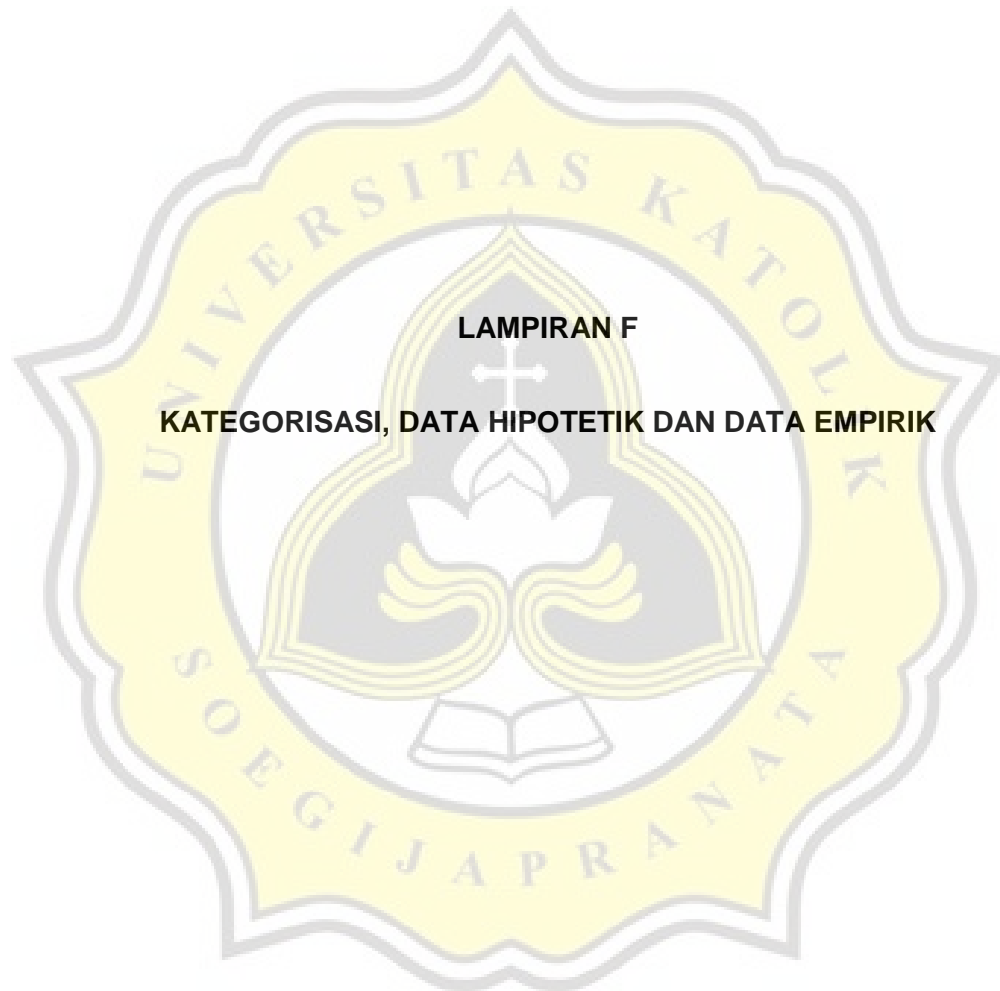 UNIVERSITAS KATOLIK
LAMPIRAN F
KATEGORISASI, DATA HIPOTETIK DAN DATA EMPIRIK
SOEGIJAPRANATA